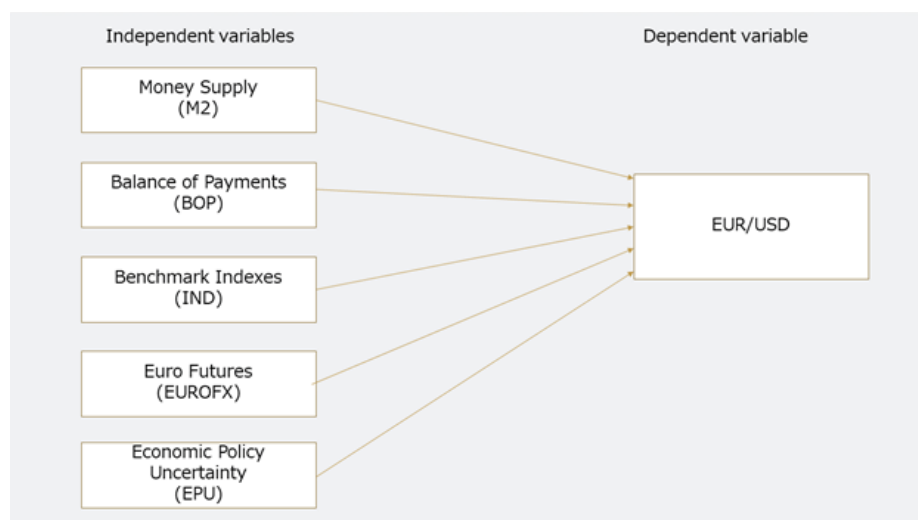 Independent variables
Dependent variable
Money Supply
(M2)
Balance of Payments
(BOP)
Benchmark Indexes
(IND)
Euro Futures
(EUROFX)
Economic Policy
Uncertainty
(EPU)
EUR/USD